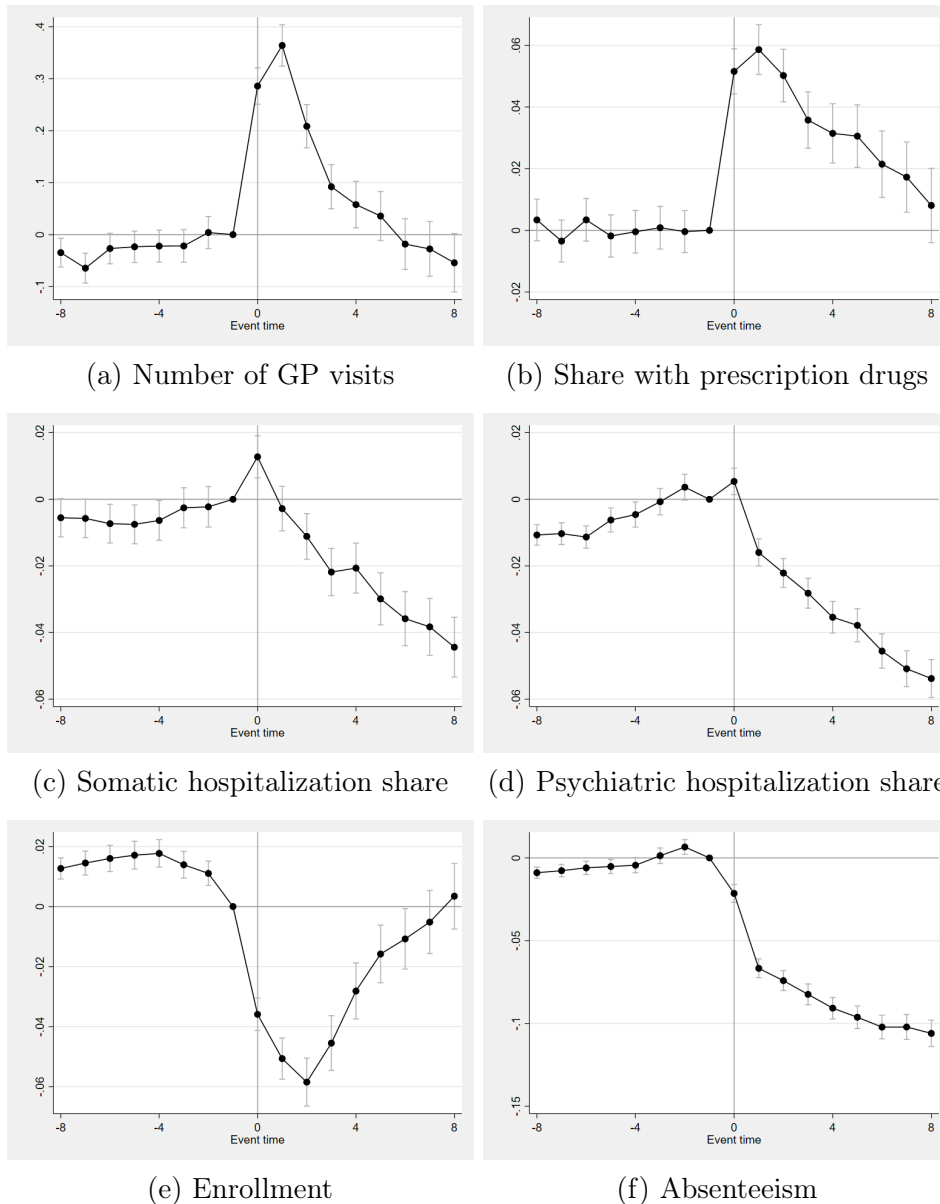 .4
.3
.2
.1
0
-.1
-8 -4 0 4 8
Event time
(a) Number of GP visits
.06
.04
.02
0
-.02
-8 -4 0 4 8
Event time
(b) Share with prescription drugs
.02
0
-.02
-.04
-.06
-8 -4 0 4 8
Event time
(c) Somatic hospitalization share
.02
0
-.02
-.04
-.06
-8 -4 0 4 8
Event time
(d) Psychiatric hospitalization share
.02
0
-.02
-.04
-.06
-8 -4 0 4 8
Event time
(e) Enrollment
0
-.05
-.1
-.15
-8 -4 0 4 8
Event time
(f) Absenteeism